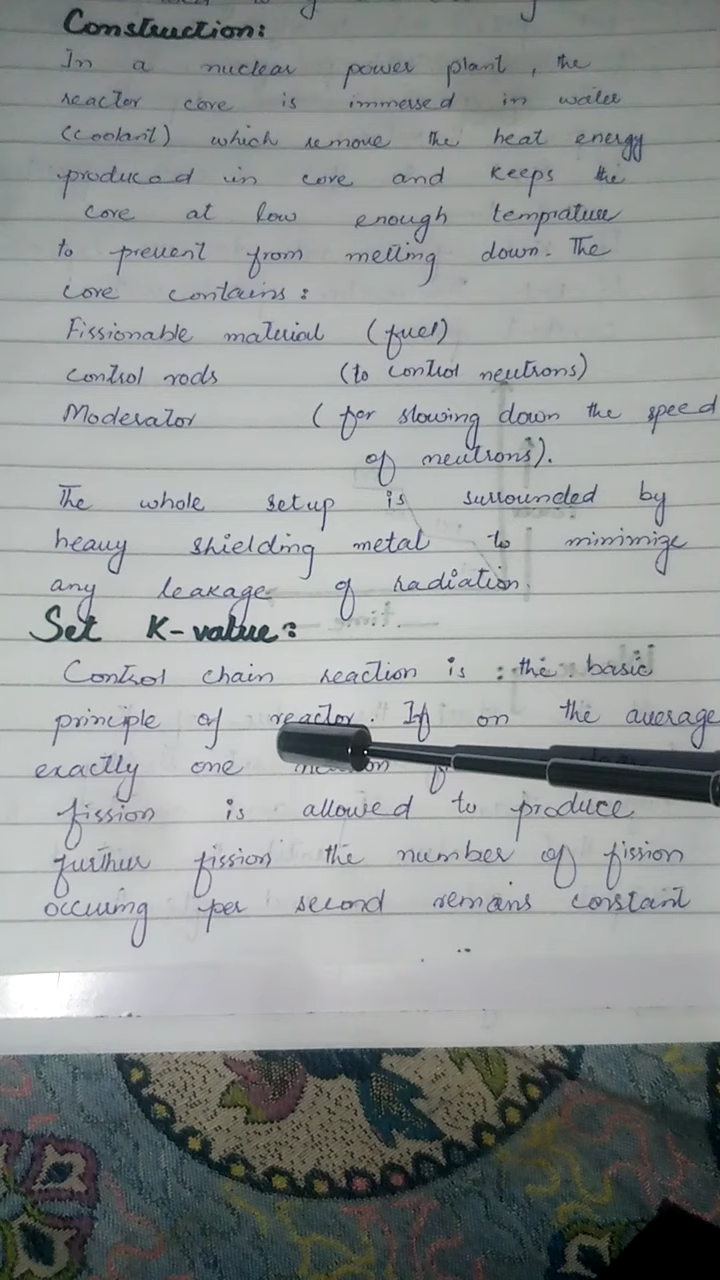 Construction:
In a nuclear power plant, the
reactor core is immersed in water
(coolant) which remove the heat energy
produced in core and keeps the
core at low enough temprature
to prevent from melting down. The
core contains:
Fissionable material (fuel)
control rods (to control neutrons)
Moderator (for slowing down the speed
of neutrons).
The whole setup is surrounded by
heavy shielding metal to minimize
any leakage of radiation.
Set K-value:
Control chain reaction is : the basic
principle of reactor. If on the average
exactly one
fission is allowed to produce
further fission the number of fission
occuring per second remains constant